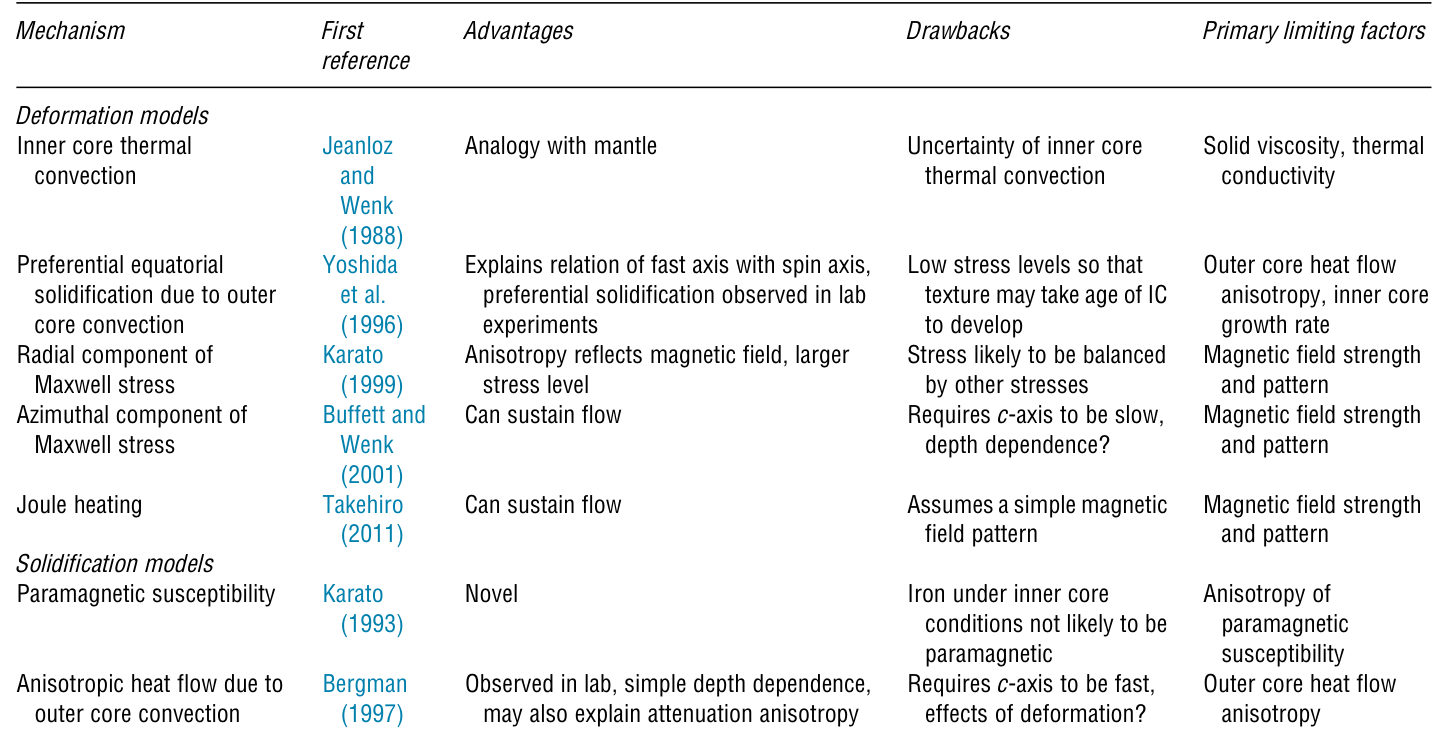 Mechanism First Advantages Drawbacks Primary limiting factors
reference
Deformation models
Inner core thermal Jeanloz Analogy with mantle Uncertainty of inner core Solid viscosity, thermal
convection and thermal convection conductivity
Wenk
(1988)
Preferential equatorial Yoshida Explains relation of fast axis with spin axis, Low stress levels so that Outer core heat flow
solidification due to outer et al. preferential solidification observed in lab texture may take age of IC anisotropy, inner core
core convection (1996) experiments to develop growth rate
Radial component of Karato Anisotropy reflects magnetic field, larger Stress likely to be balanced Magnetic field strength
Maxwell stress (1999) stress level by other stresses and pattern
Azimuthal component of Buffett and Can sustain flow Requires c-axis to be slow, Magnetic field strength
Maxwell stress Wenk depth dependence? and pattern
(2001)
Joule heating Takehiro Can sustain flow Assumes a simple magnetic Magnetic field strength
(2011) field pattern and pattern
Solidification models
Paramagnetic susceptibility Karato Novel Iron under inner core Anisotropy of
(1993) conditions not likely to be paramagnetic
paramagnetic susceptibility
Anisotropic heat flow due to Bergman Observed in lab, simple depth dependence, Requires c-axis to be fast, Outer core heat flow
outer core convection (1997) may also explain attenuation anisotropy effects of deformation? anisotropy